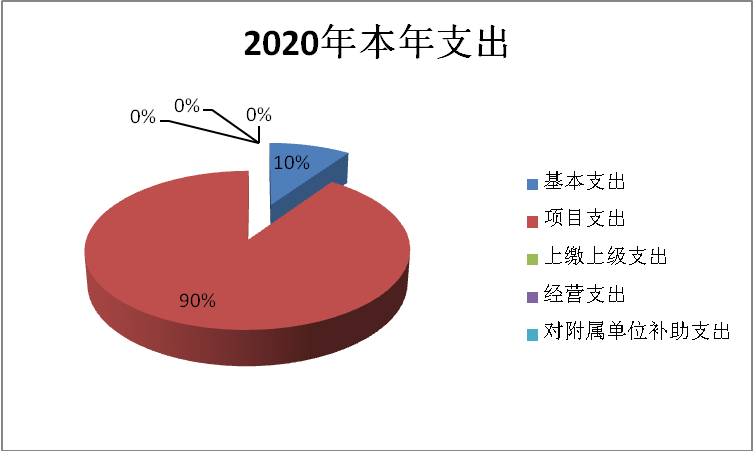 2020年本年支出
0%
0%
0%
10%
90%
基本支出
项目支出
上缴上级支出
经营支出
对附属单位补助支出